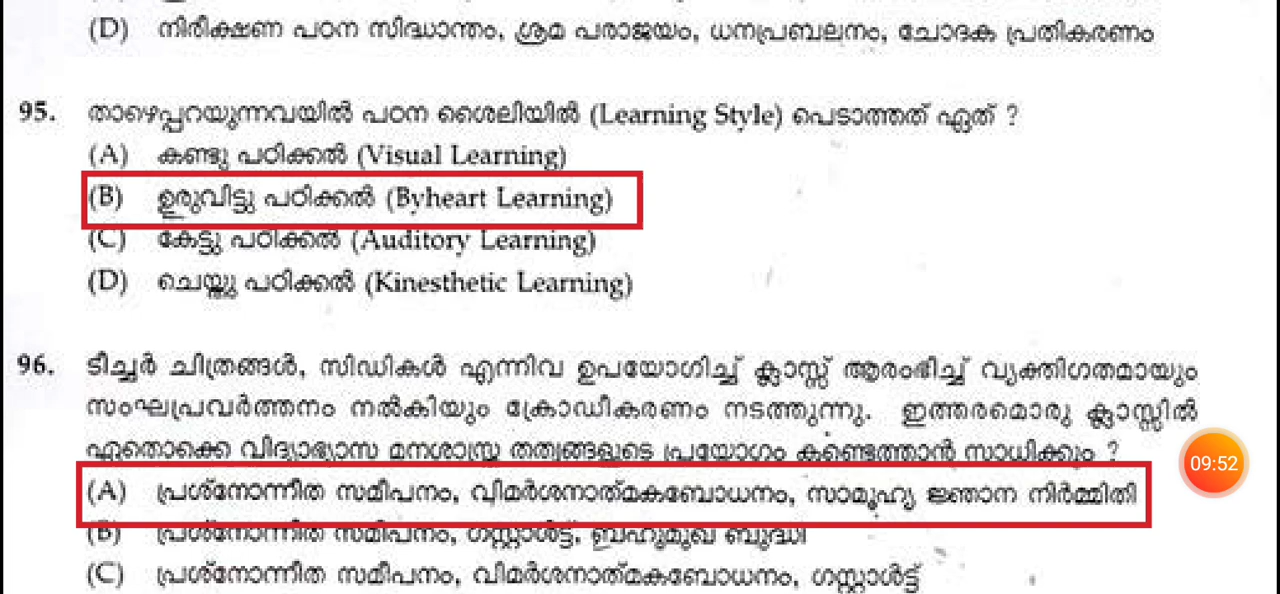 (D) നിരീക്ഷണ പഠന സിദ്ധാന്തം, ശ്രമ പരാജയം, ധനപ്രബലനം, ചോദക പ്രതികരണം
95. താഴെപ്പറയുന്നവയിൽ പഠന ശൈലിയിൽ (Learning Style) പെടാത്തത് ഏത് ?
(A) കണ്ടു പഠിക്കൽ (Visual Learning)
(B) ഉരുവിട്ടു പഠിക്കൽ (Byheart Learning)
(C) കേട്ടു പഠിക്കൽ (Auditory Learning)
(D) ചെയ്തു പഠിക്കൽ (Kinesthetic Learning)
96. ടീച്ചർ ചിത്രങ്ങൾ, സിഡികൾ എന്നിവ ഉപയോഗിച്ച് ക്ലാസ്സ് ആരംഭിച്ച് വ്യക്തിഗതമായും
സംഘപ്രവർത്തനം നൽകിയും ക്രോഡീകരണം നടത്തുന്നു. ഇത്തരമൊരു ക്ലാസ്സിൽ
ഏതൊക്കെ വിദ്യാഭ്യാസ മനശാസ്ത്ര തത്വങ്ങളുടെ പ്രയോഗം കണ്ടെത്താൻ സാധിക്കും ?
09:52
(A) പ്രശ്നോന്നീത സമീപനം, വിമർശനാത്മകബോധനം, സാമൂഹ്യ ജ്ഞാന നിർമ്മിതി
(B) പ്രശ്നോന്നീത സമീപനം, ഗസ്റ്റാൾട്ട്, ബഹുമുഖ ബുദ്ധി
(C) പ്രശ്നോന്നീത സമീപനം, വിമർശനാത്മകബോധനം, ഗസ്റ്റാൾട്ട്